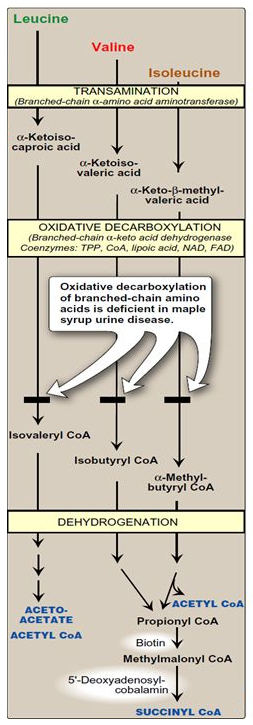 Leucine
Valine
Isoleucine
TRANSAMINATION
(Branched-chain α-amino acid aminotransferase)
α-Ketoiso-
caproic acid
α-Ketoiso-
valeric acid
α-Keto-β-methyl-
valeric acid
OXIDATIVE DECARBOXYLATION
(Branched-chain α-keto acid dehydrogenase
Coenzymes: TPP, CoA, lipoic acid, NAD, FAD)
Oxidative decarboxylation
of branched-chain amino
acids is deficient in maple
syrup urine disease.
Isovaleryl CoA
Isobutyryl CoA
α-Methyl-
butyryl CoA
DEHYDROGENATION
ACETO-
ACETATE
ACETYL CoA
ACETYL CoA
Propionyl CoA
Biotin
Methylmalonyl CoA
5'-Deoxyadenosyl-
cobalamin
SUCCINYL CoA